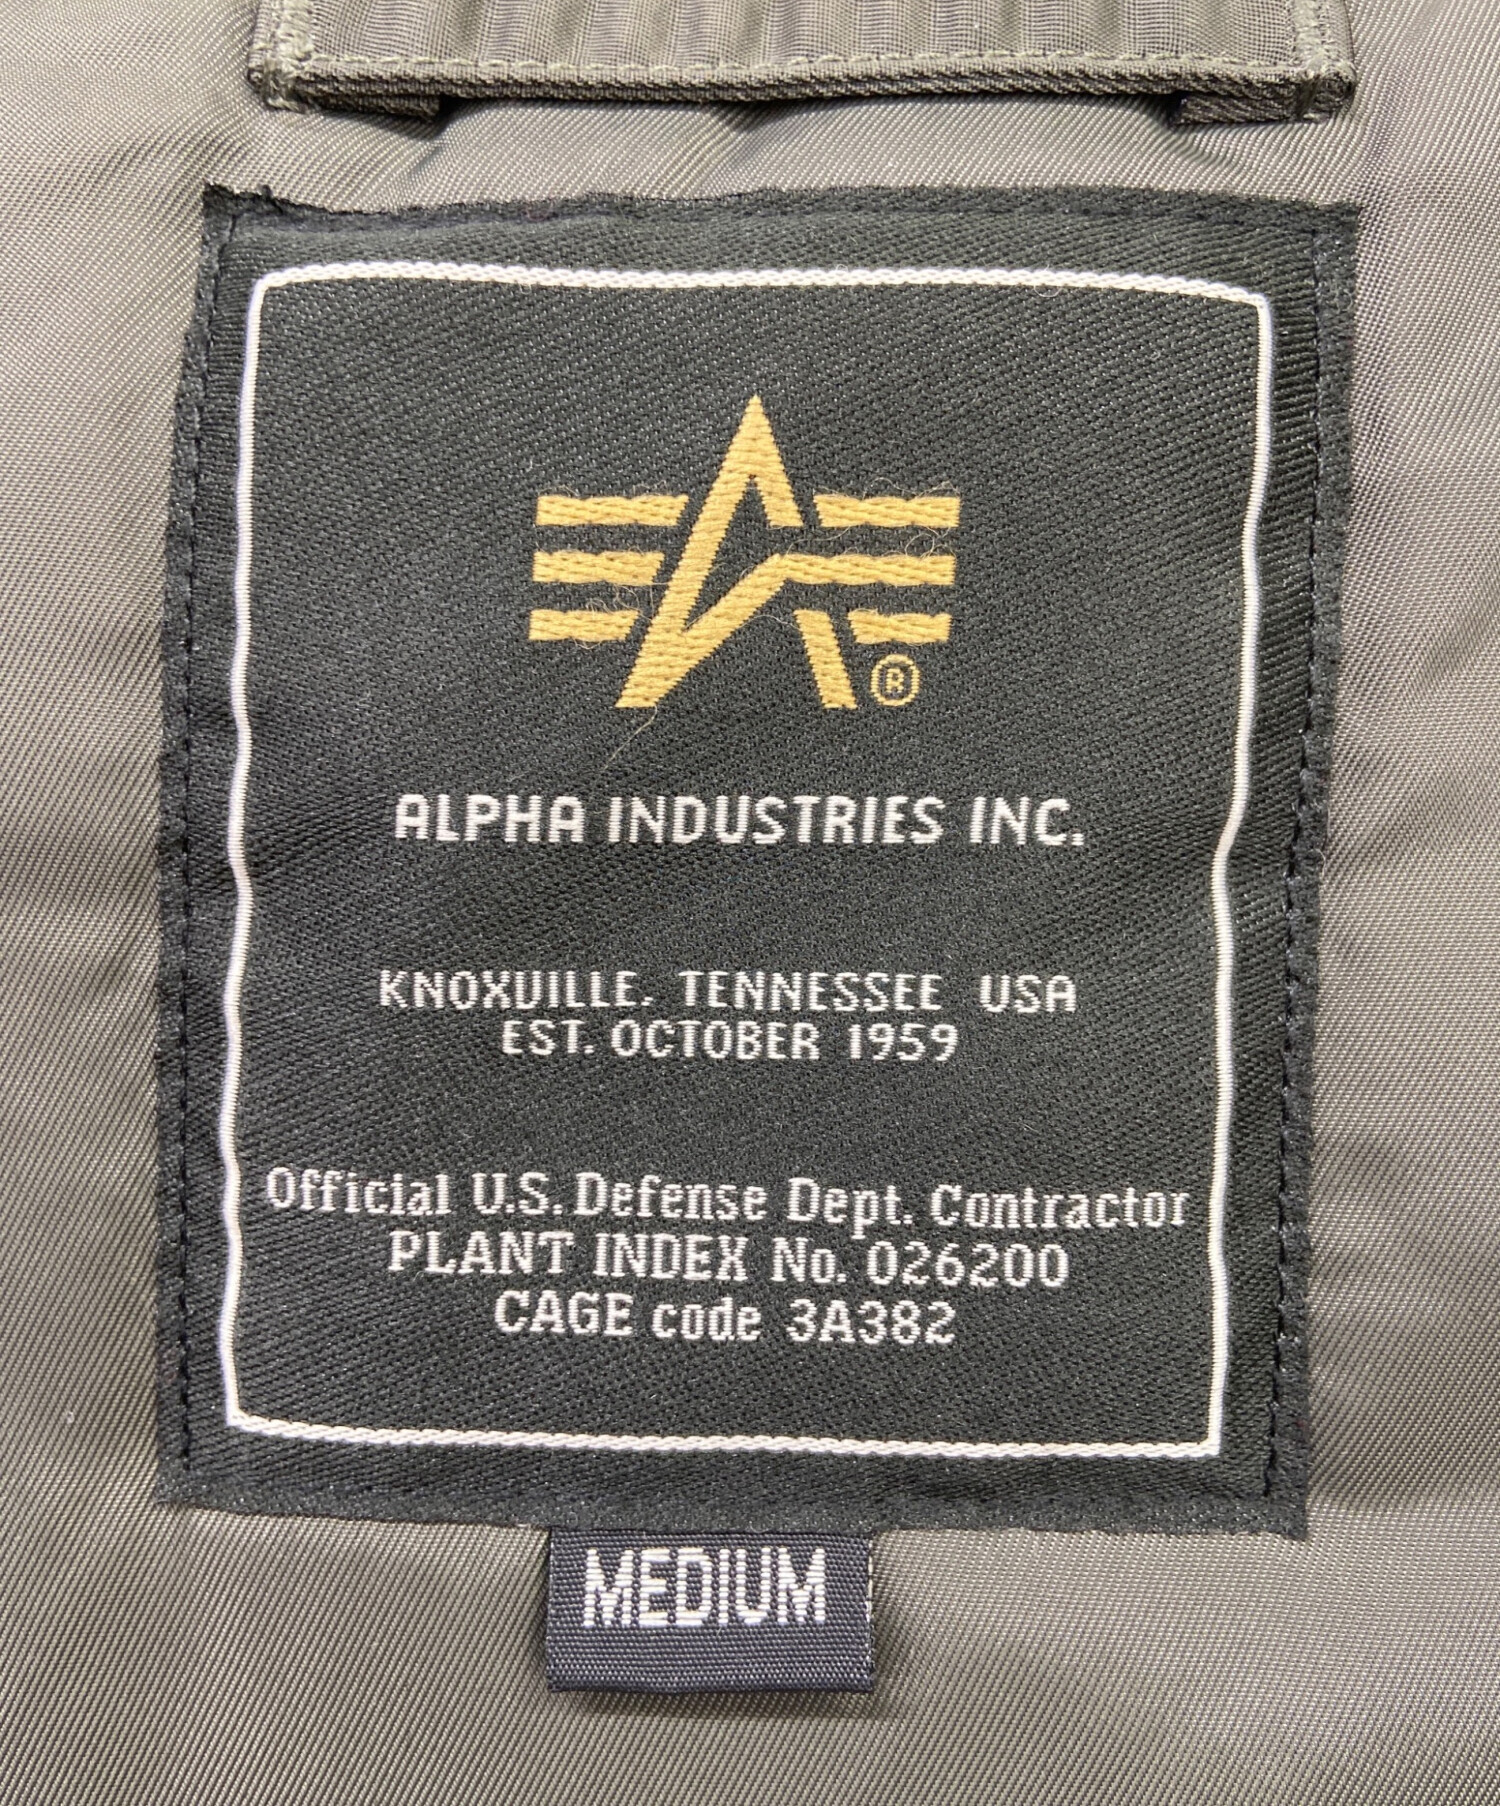 ®
ALPHA INDUSTRIES INC.
KNOXVILLE, TENNESSEE USA
EST. OCTOBER 1959
Official U.S. Defense Dept. Contractor
PLANT INDEX No. 026200
CAGE code 3A382
MEDIUM